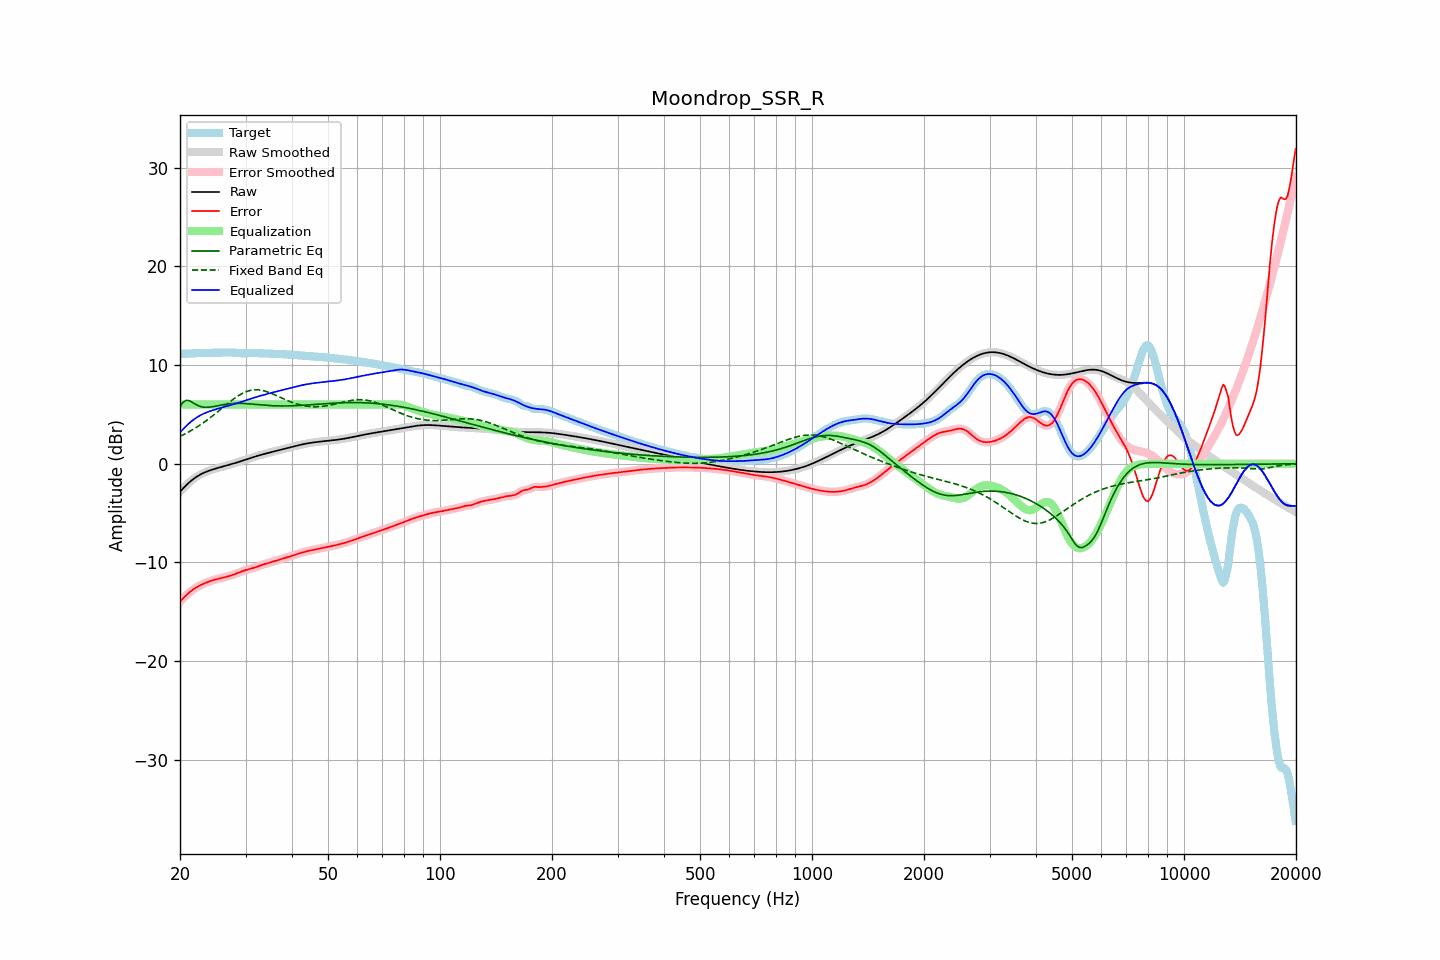 Moondrop_SSR_R
Target
Raw Smoothed
Error Smoothed
Raw
Error
Equalization
Parametric Eq
Fixed Band Eq
Equalized
30
20
10
0
−10
−20
−30
Amplitude (dBr)
20
50
100
200
500
1000
2000
5000
10000
20000
Frequency (Hz)